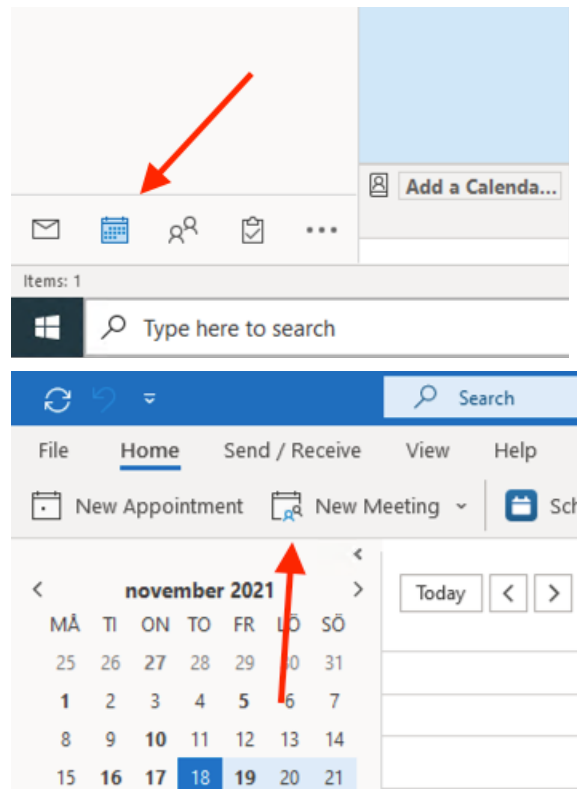 Add a Calenda...
Items: 1
Type here to search
Search
File Home Send / Receive View Help
New Appointment New Meeting Sch
november 2021
Today
MÅ TI ON TO FR LÖ SÖ
25 26 27 28 29 30 31
1 2 3 4 5 6 7
8 9 10 11 12 13 14
15 16 17 18 19 20 21